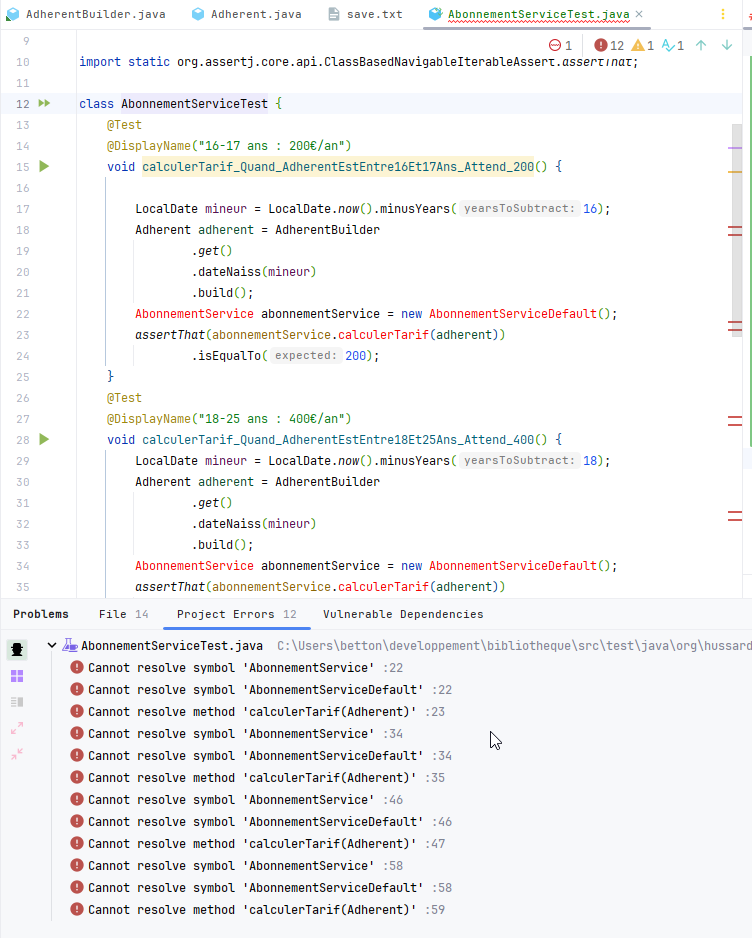 AdherentBuilder.java Adherent.java save.txt AbonnementServiceTest.java
1 12 1 1
9
10 import static org.assertj.core.api.ClassBasedNavigableIterableAssert.assertThat;
11
12 class AbonnementServiceTest {
13 @Test
14 @DisplayName("16-17 ans : 200€/an")
15 void calculerTarif_Quand_AdherentEstEntre16Et17Ans_Attend_200() {
16
17 LocalDate mineur = LocalDate.now().minusYears( yearsToSubtract: 16);
18 Adherent adherent = AdherentBuilder
19 .get()
20 .dateNaiss(mineur)
21 .build();
22 AbonnementService abonnementService = new AbonnementServiceDefault();
23 assertThat(abonnementService.calculerTarif(adherent))
24 .isEqualTo( expected: 200);
25 }
26 @Test
27 @DisplayName("18-25 ans : 400€/an")
28 void calculerTarif_Quand_AdherentEstEntre18Et25Ans_Attend_400() {
29 LocalDate mineur = LocalDate.now().minusYears( yearsToSubtract: 18);
30 Adherent adherent = AdherentBuilder
31 .get()
32 .dateNaiss(mineur)
33 .build();
34 AbonnementService abonnementService = new AbonnementServiceDefault();
35 assertThat(abonnementService.calculerTarif(adherent))
Problems File 14 Project Errors 12 Vulnerable Dependencies
AbonnementServiceTest.java C:\Users\betton\developpement\bibliotheque\src\test\java\org\hussard
Cannot resolve symbol 'AbonnementService' :22
Cannot resolve symbol 'AbonnementServiceDefault' :22
Cannot resolve method 'calculerTarif(Adherent)' :23
Cannot resolve symbol 'AbonnementService' :34
Cannot resolve symbol 'AbonnementServiceDefault' :34
Cannot resolve method 'calculerTarif(Adherent)' :35
Cannot resolve symbol 'AbonnementService' :46
Cannot resolve symbol 'AbonnementServiceDefault' :46
Cannot resolve method 'calculerTarif(Adherent)' :47
Cannot resolve symbol 'AbonnementService' :58
Cannot resolve symbol 'AbonnementServiceDefault' :58
Cannot resolve method 'calculerTarif(Adherent)' :59